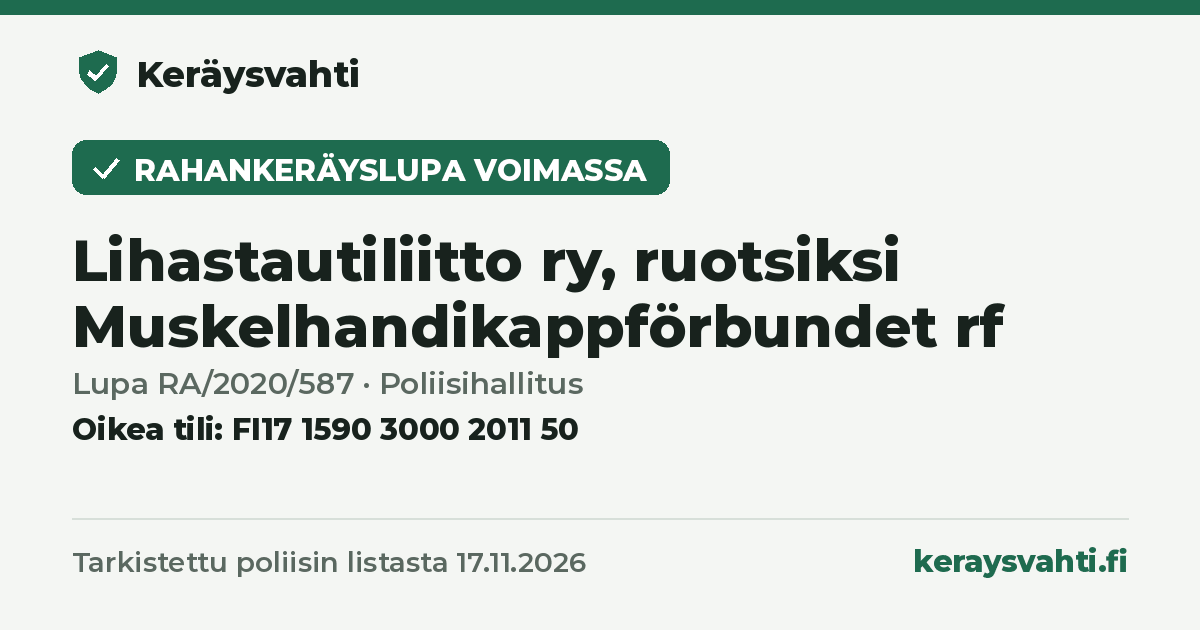 Keräysvahti
RAHANKERÄYSLUPA VOIMASSA
Lihastautiliitto ry, ruotsiksi
Muskelhandikappförbundet rf
Lupa RA/2020/587 · Poliisihallitus
Oikea tili: FI17 1590 3000 2011 50
Tarkistettu poliisin listasta 17.11.2026
keraysvahti.fi